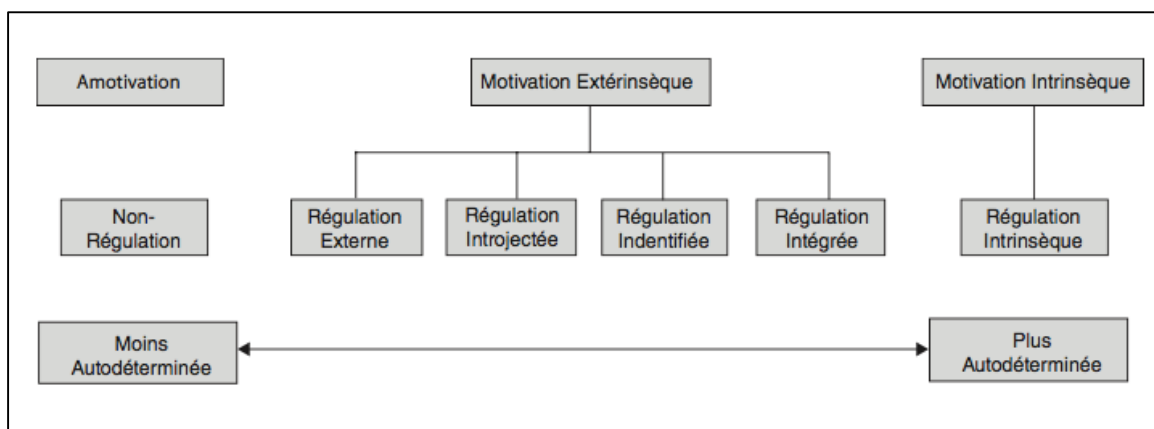 Amotivation
Motivation Extérinsèque
Motivation Intrinsèque
Non-
Régulation
Régulation
Externe
Régulation
Introjectée
Régulation
Indentifiée
Régulation
Intégrée
Régulation
Intrinsèque
Moins
Autodéterminée
Plus
Autodéterminée